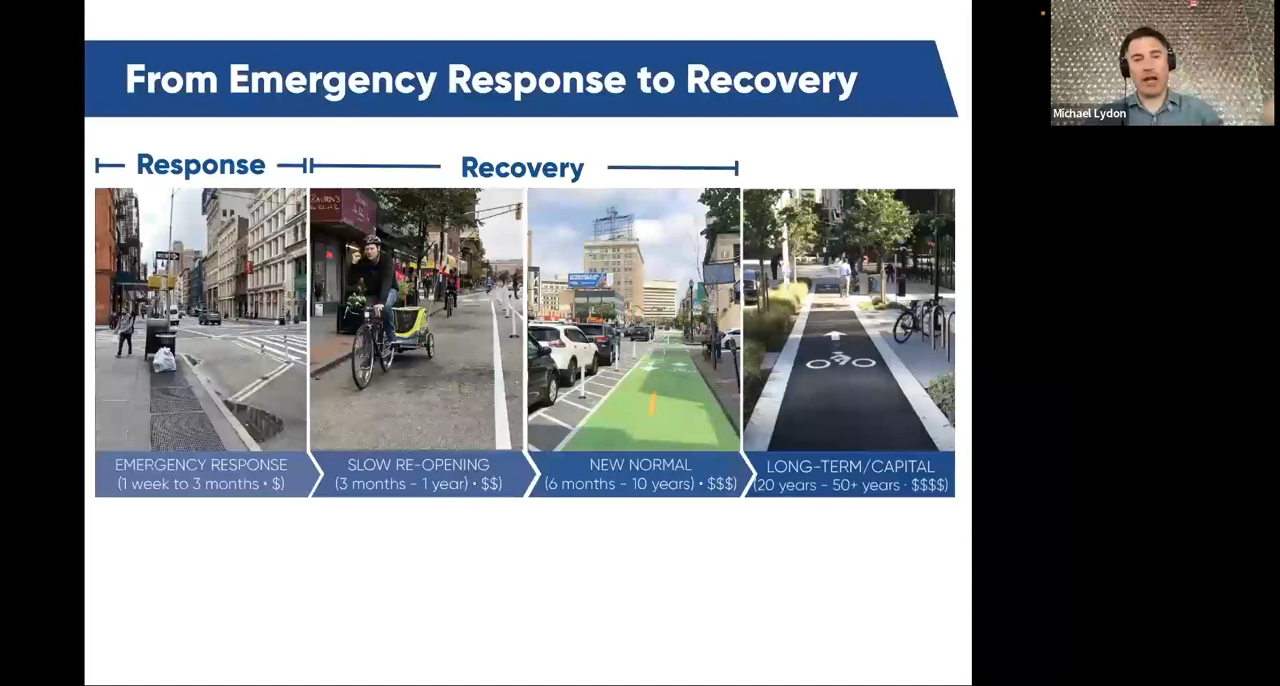 From Emergency Response to Recovery
Michael Lydon
Response
Recovery
EMERGENCY RESPONSE
(1 week to 3 months • $)
SLOW RE-OPENING
(3 months - 1 year) • $$)
NEW NORMAL
(6 months - 10 years) • $$$)
LONG-TERM/CAPITAL
(20 years - 50+ years · $$$$)